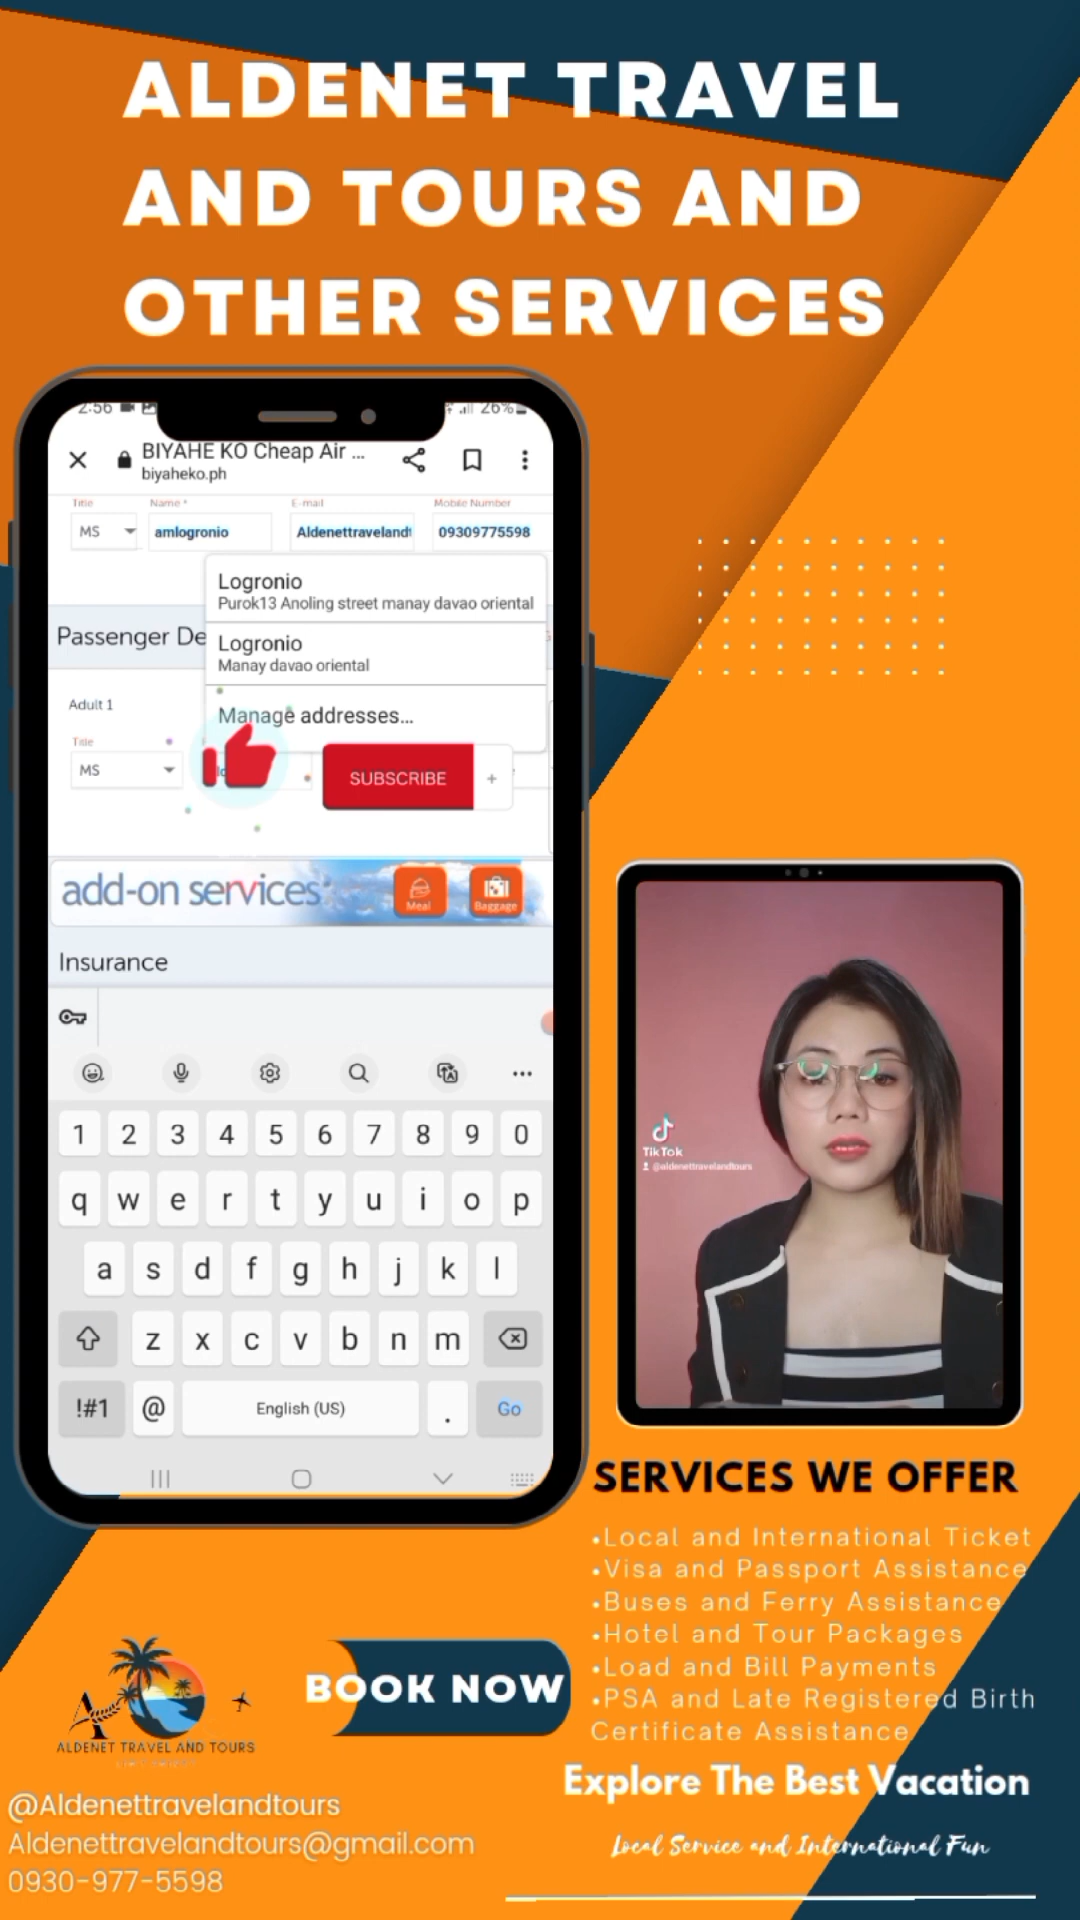 ALDENET TRAVEL
AND TOURS AND
OTHER SERVICES
2:56
26%
BIYAHE KO Cheap Air ...
biyaheko.ph
Title
Name *
E-mail
Mobile Number
MS
amlogronio
Aldenettraveland
09309775598
Logronio
Purok13 Anoling street manay davao oriental
Logronio
Manay davao oriental
Manage addresses...
Passenger De
Adult 1
Title
MS
SUBSCRIBE
+
add-on services
Meal
Baggage
Insurance
1 2 3 4 5 6 7 8 9 0
q w e r t y u i o p
a s d f g h j k l
z x c v b n m
!#1 @ English (US) . Go
TikTok
@aldenettravelandtours
SERVICES WE OFFER
•Local and International Ticket
•Visa and Passport Assistance
•Buses and Ferry Assistance
•Hotel and Tour Packages
•Load and Bill Payments
•PSA and Late Registered Birth
Certificate Assistance
BOOK NOW
A
ALDENET TRAVEL AND TOURS
Explore The Best Vacation
Local Service and International Fun
@Aldenettravelandtours
Aldenettravelandtours@gmail.com
0930-977-5598